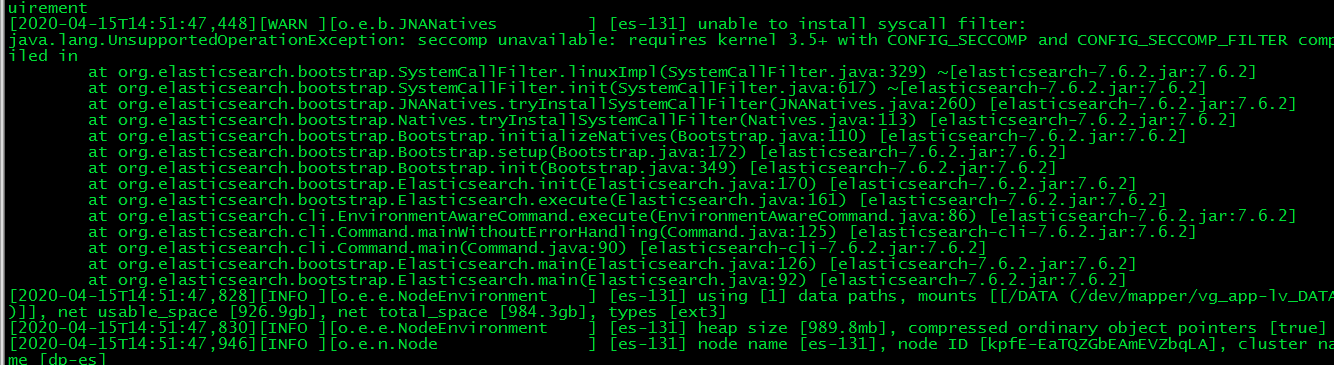 uirement
[2020-04-15T14:51:47,448][WARN ][o.e.b.JNANatives         ] [es-131] unable to install syscall filter:
java.lang.UnsupportedOperationException: seccomp unavailable: requires kernel 3.5+ with CONFIG_SECCOMP and CONFIG_SECCOMP_FILTER comp
iled in
        at org.elasticsearch.bootstrap.SystemCallFilter.linuxImpl(SystemCallFilter.java:329) ~[elasticsearch-7.6.2.jar:7.6.2]
        at org.elasticsearch.bootstrap.SystemCallFilter.init(SystemCallFilter.java:617) ~[elasticsearch-7.6.2.jar:7.6.2]
        at org.elasticsearch.bootstrap.JNANatives.tryInstallSystemCallFilter(JNANatives.java:260) [elasticsearch-7.6.2.jar:7.6.2]
        at org.elasticsearch.bootstrap.Natives.tryInstallSystemCallFilter(Natives.java:113) [elasticsearch-7.6.2.jar:7.6.2]
        at org.elasticsearch.bootstrap.Bootstrap.initializeNatives(Bootstrap.java:110) [elasticsearch-7.6.2.jar:7.6.2]
        at org.elasticsearch.bootstrap.Bootstrap.setup(Bootstrap.java:172) [elasticsearch-7.6.2.jar:7.6.2]
        at org.elasticsearch.bootstrap.Bootstrap.init(Bootstrap.java:349) [elasticsearch-7.6.2.jar:7.6.2]
        at org.elasticsearch.bootstrap.Elasticsearch.init(Elasticsearch.java:170) [elasticsearch-7.6.2.jar:7.6.2]
        at org.elasticsearch.bootstrap.Elasticsearch.execute(Elasticsearch.java:161) [elasticsearch-7.6.2.jar:7.6.2]
        at org.elasticsearch.cli.EnvironmentAwareCommand.execute(EnvironmentAwareCommand.java:86) [elasticsearch-7.6.2.jar:7.6.2]
        at org.elasticsearch.cli.Command.mainWithoutErrorHandling(Command.java:125) [elasticsearch-cli-7.6.2.jar:7.6.2]
        at org.elasticsearch.cli.Command.main(Command.java:90) [elasticsearch-cli-7.6.2.jar:7.6.2]
        at org.elasticsearch.bootstrap.Elasticsearch.main(Elasticsearch.java:126) [elasticsearch-7.6.2.jar:7.6.2]
        at org.elasticsearch.bootstrap.Elasticsearch.main(Elasticsearch.java:92) [elasticsearch-7.6.2.jar:7.6.2]
[2020-04-15T14:51:47,828][INFO ][o.e.e.NodeEnvironment    ] [es-131] using [1] data paths, mounts [[/DATA (/dev/mapper/vg_app-lv_DATA
)]], net usable_space [926.9gb], net total_space [984.3gb], types [ext3]
[2020-04-15T14:51:47,830][INFO ][o.e.e.NodeEnvironment    ] [es-131] heap size [989.8mb], compressed ordinary object pointers [true]
[2020-04-15T14:51:47,946][INFO ][o.e.n.Node               ] [es-131] node name [es-131], node ID [kpfE-EaTQZGbEAmEVZbqLA], cluster na
me [dp-es]